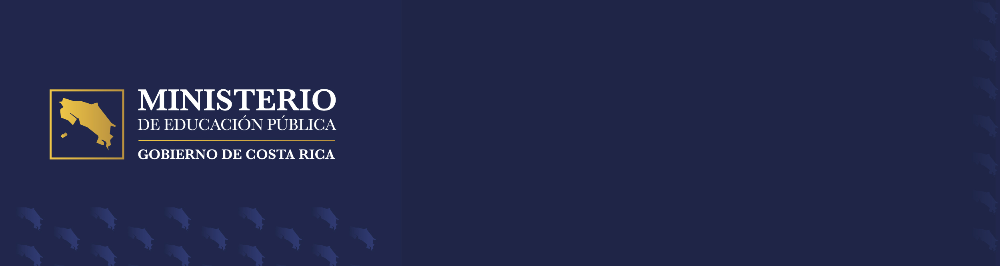 MINISTERIO
DE EDUCACIÓN PÚBLICA
GOBIERNO DE COSTA RICA